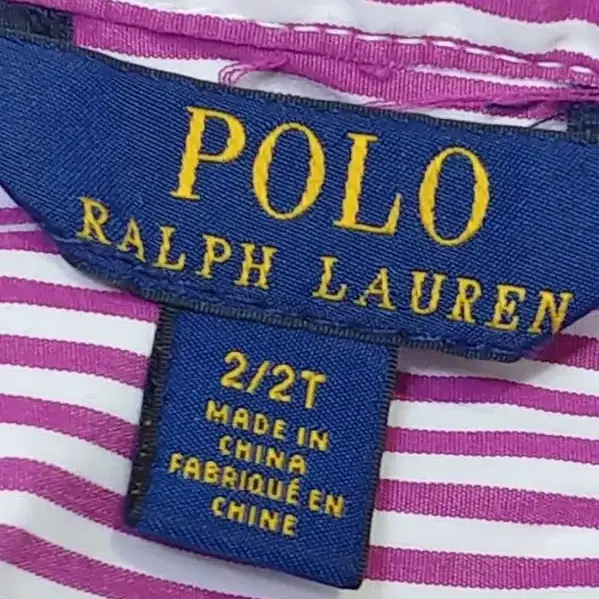 POLO
RALPH LAUREN
2/2T
MADE IN
CHINA
FABRIQUÉ EN
CHINE